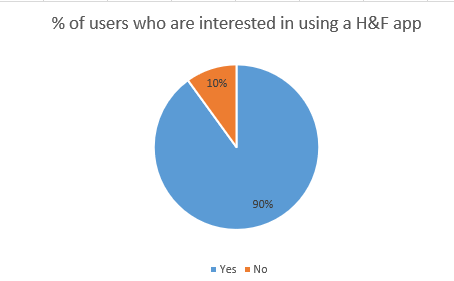 % of users who are interested in using a H&F app
10%
90%
Yes No